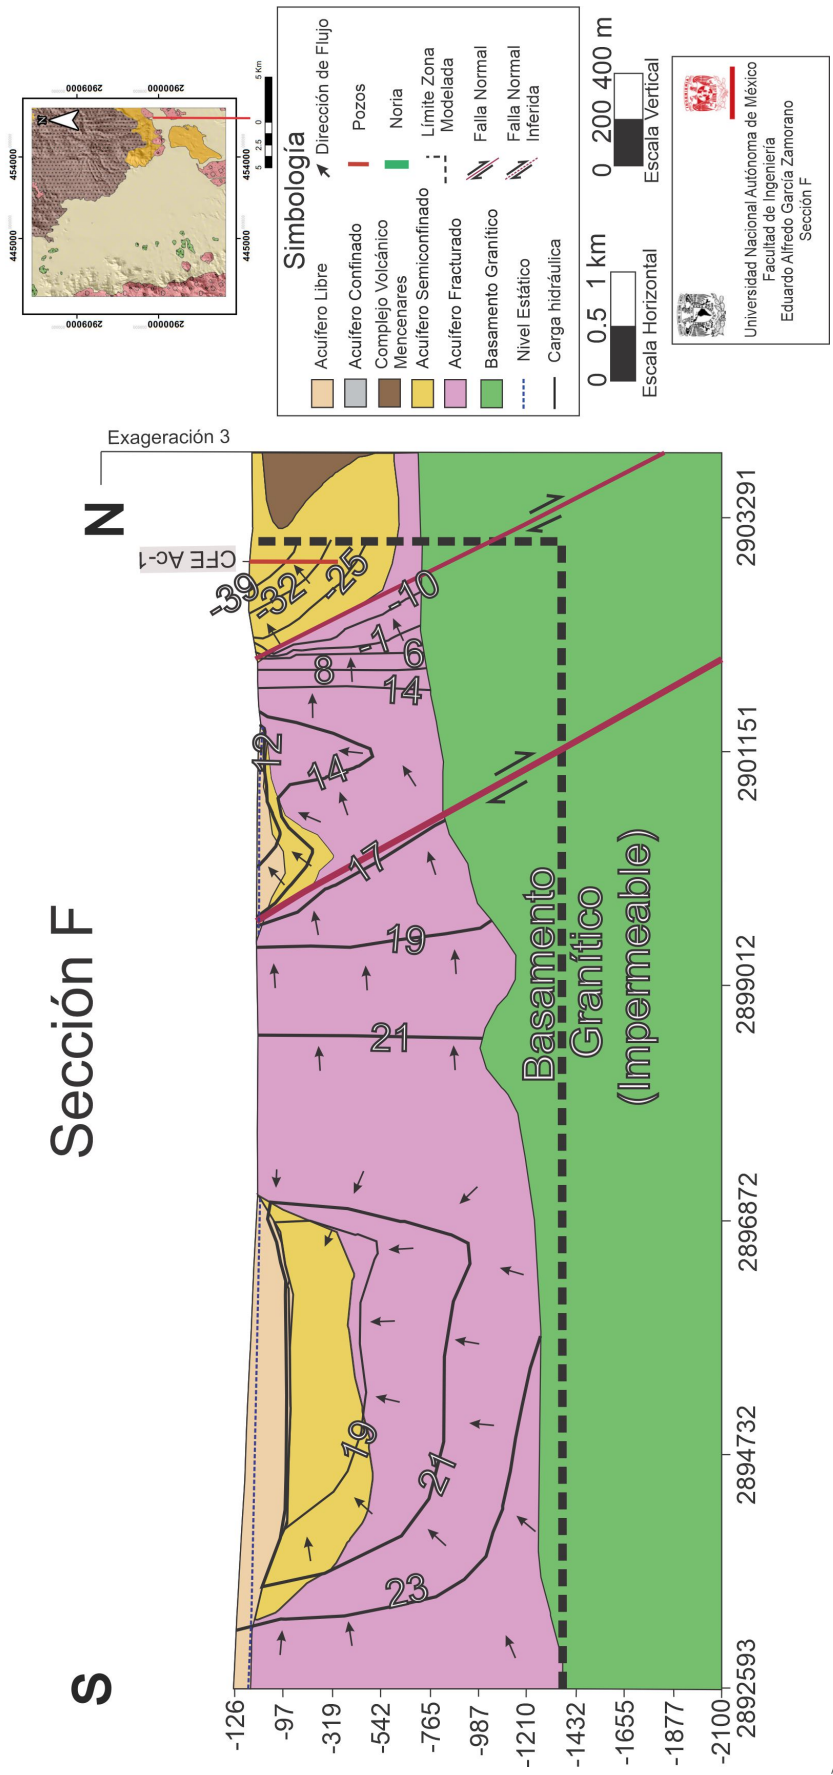 Sección F
S
N
Exageración 3
CFE Ac-1
-39
-32
-25
-10
-1
6
8
14
12
14
17
19
21
19
21
23
Basamento
Granítico
(Impermeable)
-126
-97
-319
-542
-765
-987
-1210
-1432
-1655
-1877
-2100
2892593
2894732
2896872
2899012
2901151
2903291
445000
454000
2909000
2900000
2909000
2900000
445000
454000
N
5
2.5
0
5 Km
Simbología
Acuífero Libre
Acuífero Confinado
Complejo Volcánico
Mencenares
Acuífero Semiconfinado
Acuífero Fracturado
Basamento Granítico
Nivel Estático
Carga hidráulica
Dirección de Flujo
Pozos
Noria
Límite Zona
Modelada
Falla Normal
Falla Normal
Inferida
0 0.5 1 km
Escala Horizontal
0 200 400 m
Escala Vertical
Universidad Nacional Autónoma de México
Facultad de Ingeniería
Eduardo Alfredo García Zamorano
Sección F